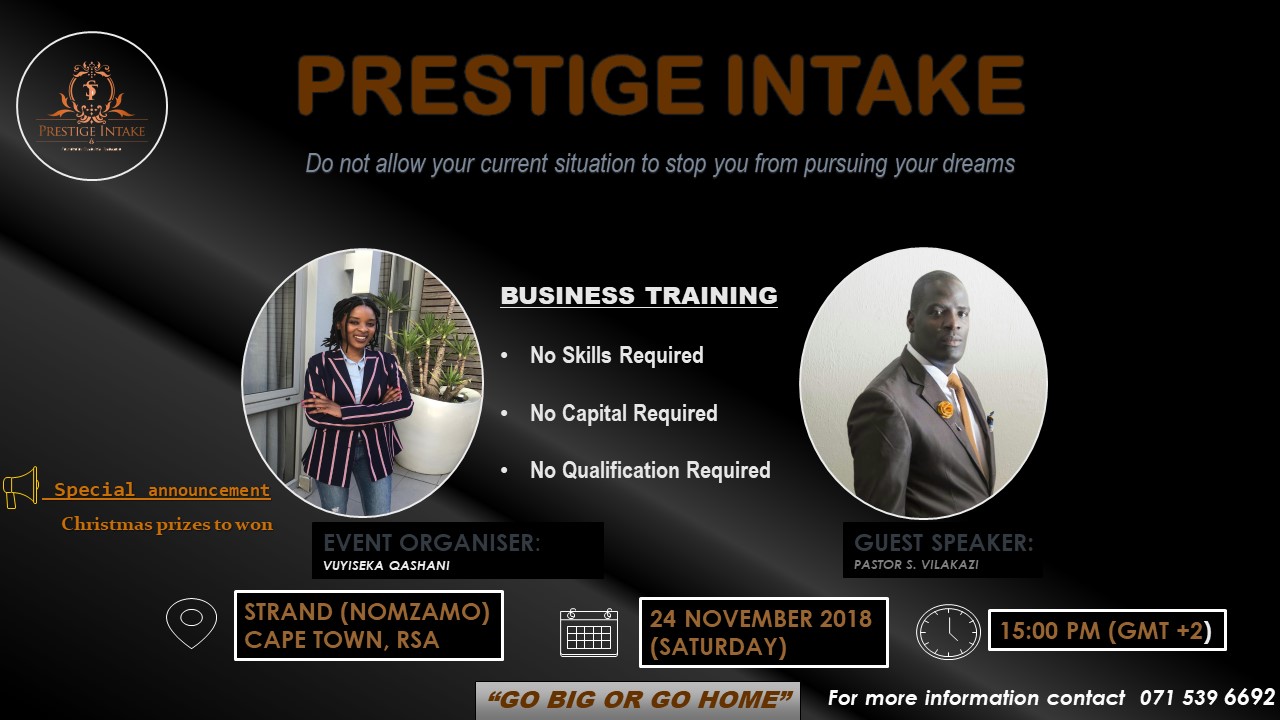 PRESTIGE INTAKE
PRESTIGE INTAKE
Do not allow your current situation to stop you from pursuing your dreams
BUSINESS TRAINING
• No Skills Required
• No Capital Required
• No Qualification Required
Special announcement
Christmas prizes to won
EVENT ORGANISER:
VUYISEKA QASHANI
GUEST SPEAKER:
PASTOR S. VILAKAZI
STRAND (NOMZAMO)
CAPE TOWN, RSA
24 NOVEMBER 2018
(SATURDAY)
15:00 PM (GMT +2)
“GO BIG OR GO HOME”
For more information contact 071 539 6692